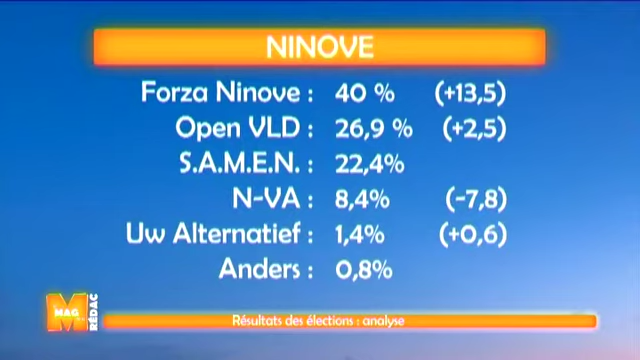 NINOVE
Forza Ninove : 40 % (+13,5)
Open VLD : 26,9 % (+2,5)
S.A.M.E.N. : 22,4%
N-VA : 8,4% (-7,8)
Uw Alternatief : 1,4% (+0,6)
Anders : 0,8%
MAG
RÉDAC
Résultats des élections : analyse